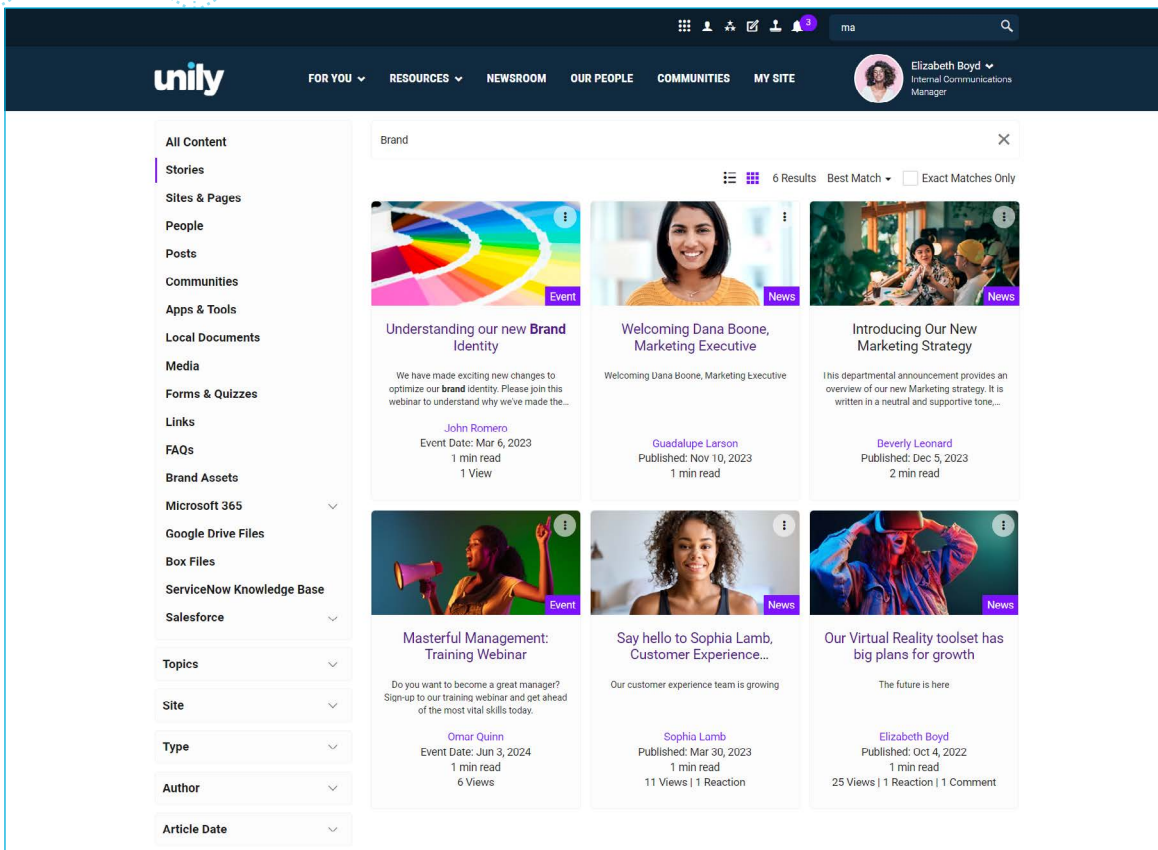 3
ma
unily
FOR YOU
RESOURCES
NEWSROOM
OUR PEOPLE
COMMUNITIES
MY SITE
Elizabeth Boyd
Internal Communications
Manager
All Content
Stories
Sites & Pages
People
Posts
Communities
Apps & Tools
Local Documents
Media
Forms & Quizzes
Links
FAQs
Brand Assets
Microsoft 365
Google Drive Files
Box Files
ServiceNow Knowledge Base
Salesforce
Topics
Site
Type
Author
Article Date
Brand
6 Results
Best Match
Exact Matches Only
Event
Understanding our new Brand
Identity
We have made exciting new changes to
optimize our brand identity. Please join this
webinar to understand why we've made the...
John Romero
Event Date: Mar 6, 2023
1 min read
1 View
News
Welcoming Dana Boone,
Marketing Executive
Welcoming Dana Boone, Marketing Executive
Guadalupe Larson
Published: Nov 10, 2023
1 min read
News
Introducing Our New
Marketing Strategy
This departmental announcement provides an
overview of our new Marketing strategy. It is
written in a neutral and supportive tone,...
Beverly Leonard
Published: Dec 5, 2023
2 min read
Event
Masterful Management:
Training Webinar
Do you want to become a great manager?
Sign-up to our training webinar and get ahead
of the most vital skills today.
Omar Quinn
Event Date: Jun 3, 2024
1 min read
6 Views
News
Say hello to Sophia Lamb,
Customer Experience...
Our customer experience team is growing
Sophia Lamb
Published: Mar 30, 2023
1 min read
11 Views | 1 Reaction
News
Our Virtual Reality toolset has
big plans for growth
The future is here
Elizabeth Boyd
Published: Oct 4, 2022
1 min read
25 Views | 1 Reaction | 1 Comment